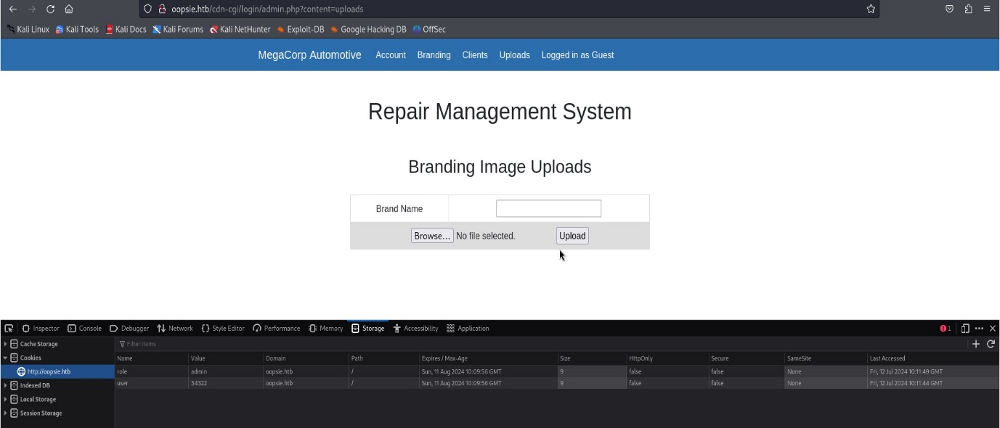 oopsie.htb/cdn-cgi/login/admin.php?content=uploads
Kali Linux Kali Tools Kali Docs Kali Forums Kali NetHunter Exploit-DB Google Hacking DB OffSec
MegaCorp Automotive Account Branding Clients Uploads Logged in as Guest
Repair Management System
Branding Image Uploads
Brand Name
Browse... No file selected. Upload
Inspector Console Debugger Network Style Editor Performance Memory Storage Accessibility Application 1
Cache Storage Filter Items
Cookies Name Value Domain Path Expires / Max-Age Size HttpOnly Secure SameSite Last Accessed
http://oopsie.htb role admin oopsie.htb / Sun, 11 Aug 2024 10:09:56 GMT 9 false false None Fri, 12 Jul 2024 10:11:49 GMT
Indexed DB user 34322 oopsie.htb / Sun, 11 Aug 2024 10:09:56 GMT 9 false false None Fri, 12 Jul 2024 10:11:44 GMT
Local Storage
Session Storage